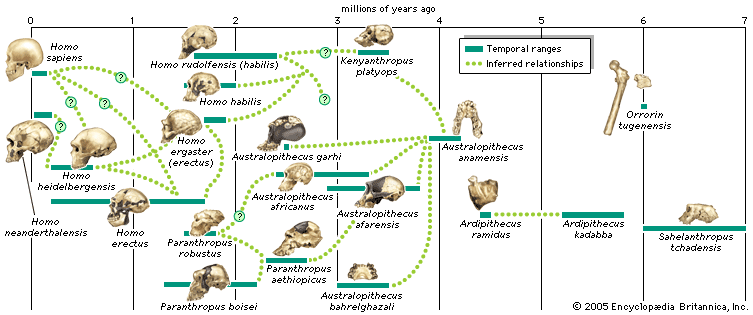 millions of years ago
0
1
2
3
4
5
6
7
Homo
sapiens
Homo rudolfensis (habilis)
Kenyanthropus
platyops
Temporal ranges
Inferred relationships
?
?
?
?
?
?
?
Homo habilis
Homo
ergaster
(erectus)
Orrorin
tugenensis
Australopithecus garhi
Australopithecus
anamensis
Homo
heidelbergensis
Australopithecus
africanus
Australopithecus
afarensis
Homo
neanderthalensis
Homo
erectus
Paranthropus
robustus
Ardipithecus
ramidus
Ardipithecus
kadabba
Sahelanthropus
tchadensis
Paranthropus
aethiopicus
Paranthropus boisei
Australopithecus
bahrelghazali
© 2005 Encyclopædia Britannica, Inc.